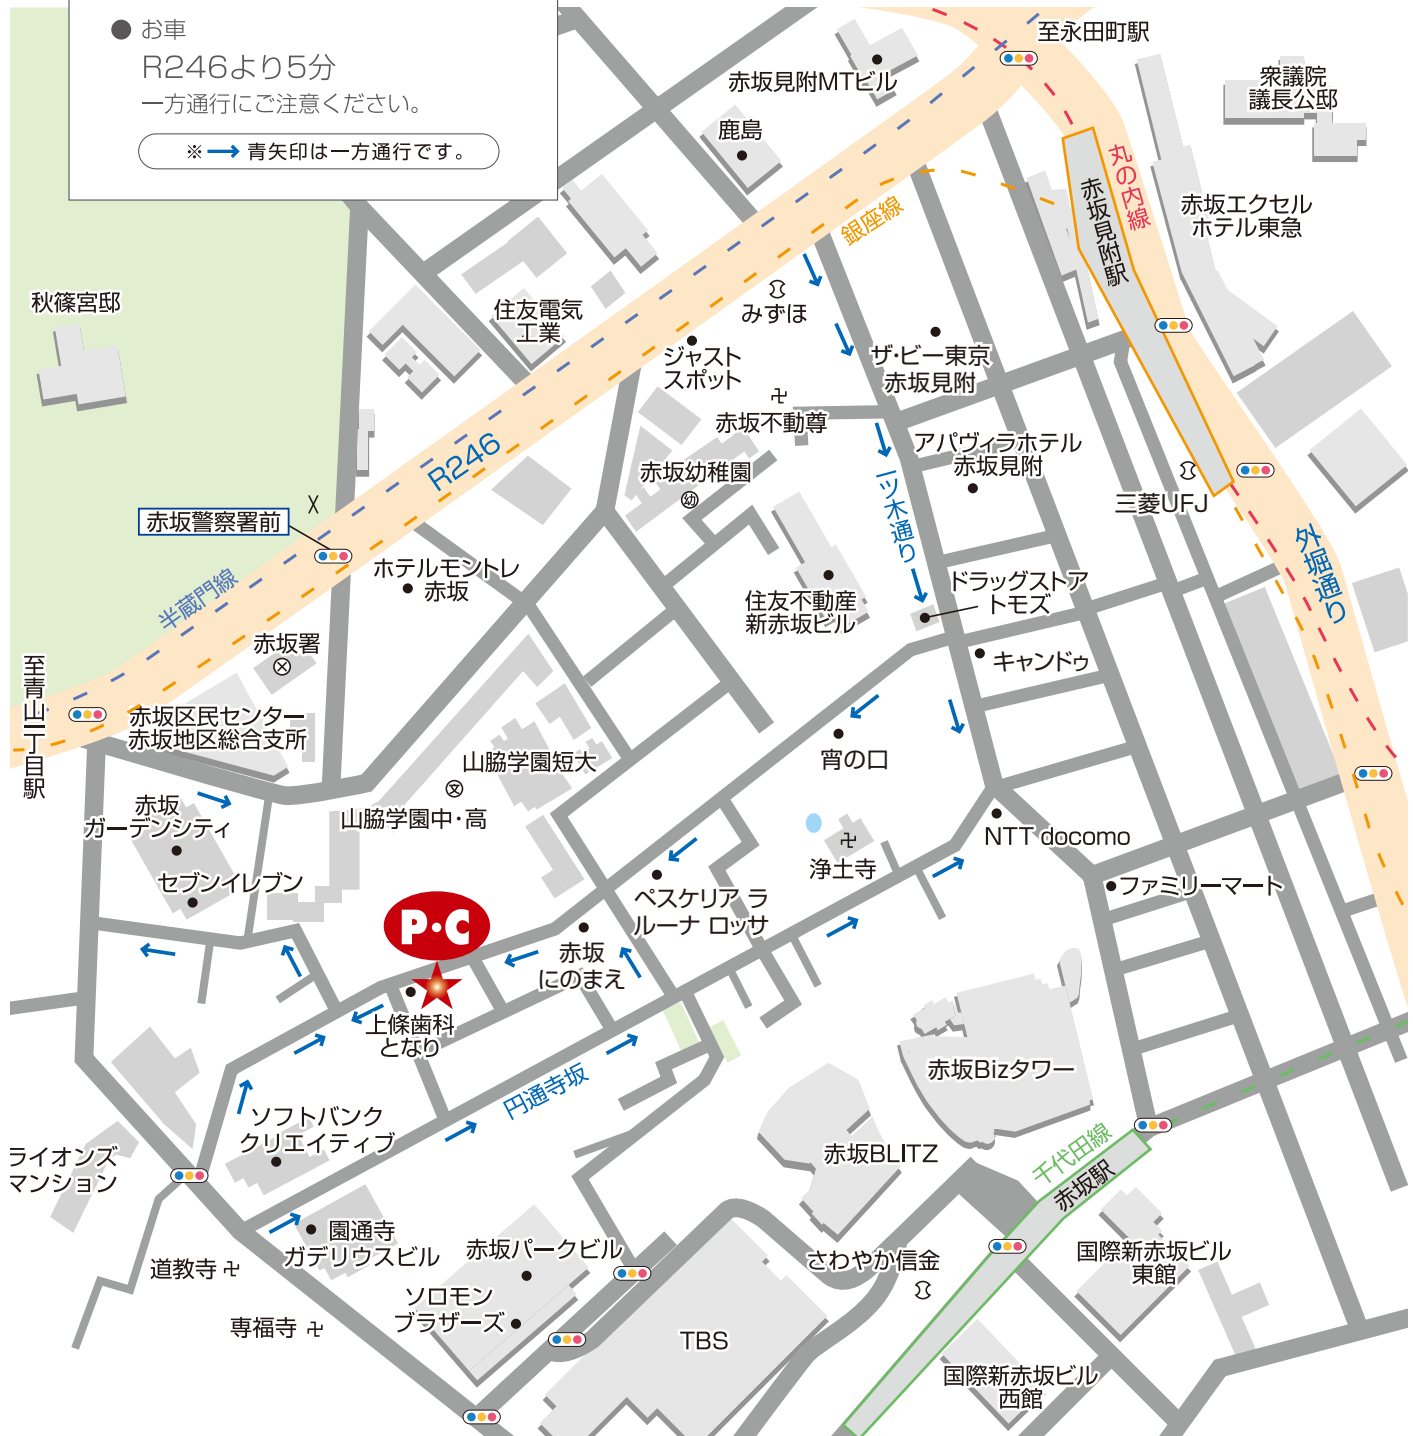 ● お車
R246より5分
一方通行にご注意ください。
※→ 青矢印は一方通行です。
至永田町駅
赤坂見附MTビル
衆議院
議長公邸
鹿島
丸の内線
赤坂見附駅
赤坂エクセル
ホテル東急
銀座線
秋篠宮邸
住友電気
工業
みずほ
ジャスト
スポット
ザ・ビー東京
赤坂見附
赤坂不動尊
アパヴィラホテル
赤坂見附
R246
赤坂幼稚園
幼
一ツ木通り
三菱UFJ
赤坂警察署前
外堀通り
ホテルモントレ
赤坂
半蔵門線
住友不動産
新赤坂ビル
ドラッグストア
トモズ
赤坂署
キャンドゥ
至青山一丁目駅
赤坂区民センター
赤坂地区総合支所
山脇学園短大
文
宵の口
山脇学園中・高
赤坂
ガーデンシティ
NTT docomo
浄土寺
セブンイレブン
ファミリーマート
ペスケリア ラ
ルーナ ロッサ
P・C
赤坂
にのまえ
上條歯科
となり
円通寺坂
赤坂Bizタワー
ソフトバンク
クリエイティブ
千代田線
赤坂BLITZ
赤坂駅
ライオンズ
マンション
園通寺
ガデリウスビル
赤坂パークビル
さわやか信金
国際新赤坂ビル
東館
道教寺
ソロモン
ブラザーズ
専福寺
TBS
国際新赤坂ビル
西館